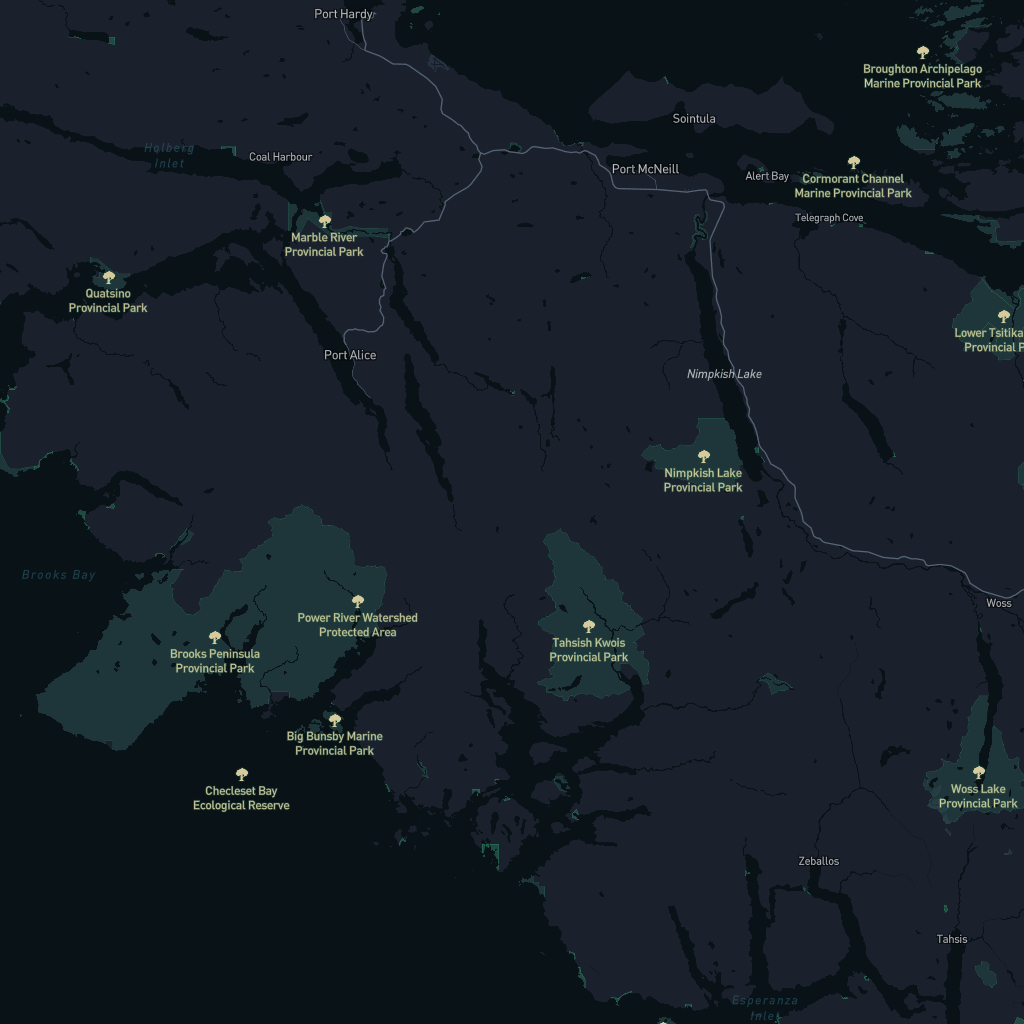 Port Hardy
Broughton Archipelago
Marine Provincial Park
Sointula
Holberg
Inlet
Coal Harbour
Port McNeill
Alert Bay
Cormorant Channel
Marine Provincial Park
Telegraph Cove
Marble River
Provincial Park
Quatsino
Provincial Park
Lower Tsitika
Provincial P
Port Alice
Nimpkish Lake
Nimpkish Lake
Provincial Park
Brooks Bay
Woss
Power River Watershed
Protected Area
Tahsish Kwois
Provincial Park
Brooks Peninsula
Provincial Park
Big Bunsby Marine
Provincial Park
Checleset Bay
Ecological Reserve
Woss Lake
Provincial Park
Zeballos
Tahsis
Esperanza
Inlet